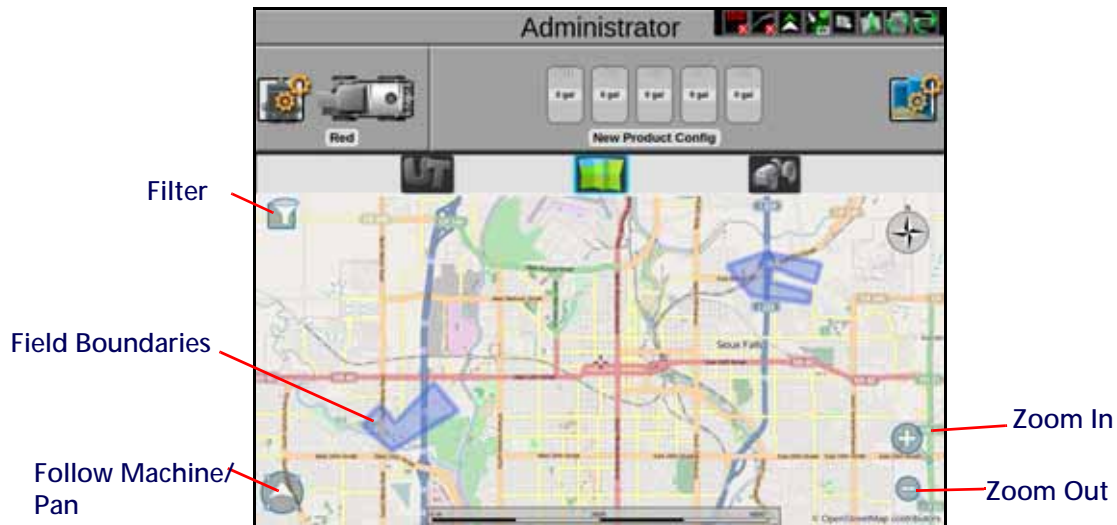 Administrator
0 gal 0 gal 0 gal 0 gal 0 gal
Red
New Product Config
UT
Filter
N
Field Boundaries
Sioux Falls
Zoom In
Follow Machine/
Pan
Zoom Out
© OpenStreetMap contributors